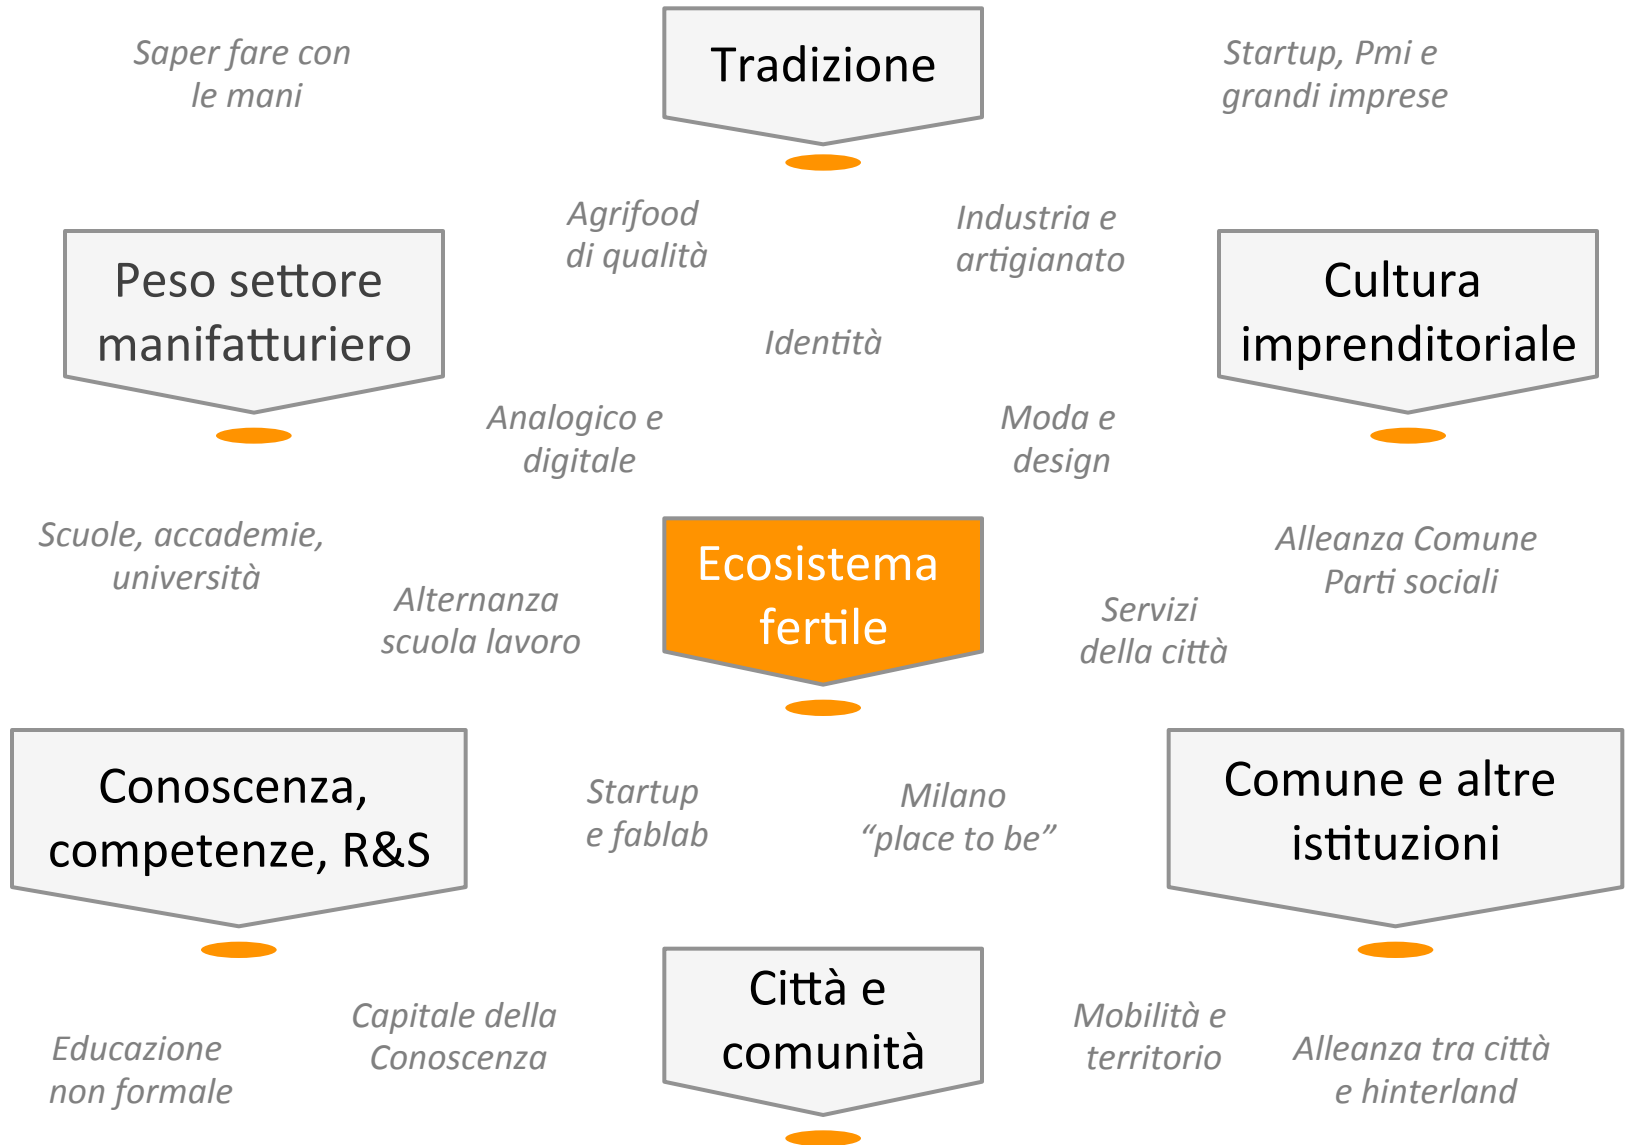 Saper fare con
le mani
Tradizione
Startup, Pmi e
grandi imprese
Agrifood
di qualità
Industria e
artigianato
Peso settore
manifatturiero
Cultura
imprenditoriale
Identità
Analogico e
digitale
Moda e
design
Scuole, accademie,
università
Ecosistema
fertile
Alleanza Comune
Parti sociali
Alternanza
scuola lavoro
Servizi
della città
Conoscenza,
competenze, R&S
Startup
e fablab
Milano
“place to be”
Comune e altre
istituzioni
Educazione
non formale
Capitale della
Conoscenza
Città e
comunità
Mobilità e
territorio
Alleanza tra città
e hinterland